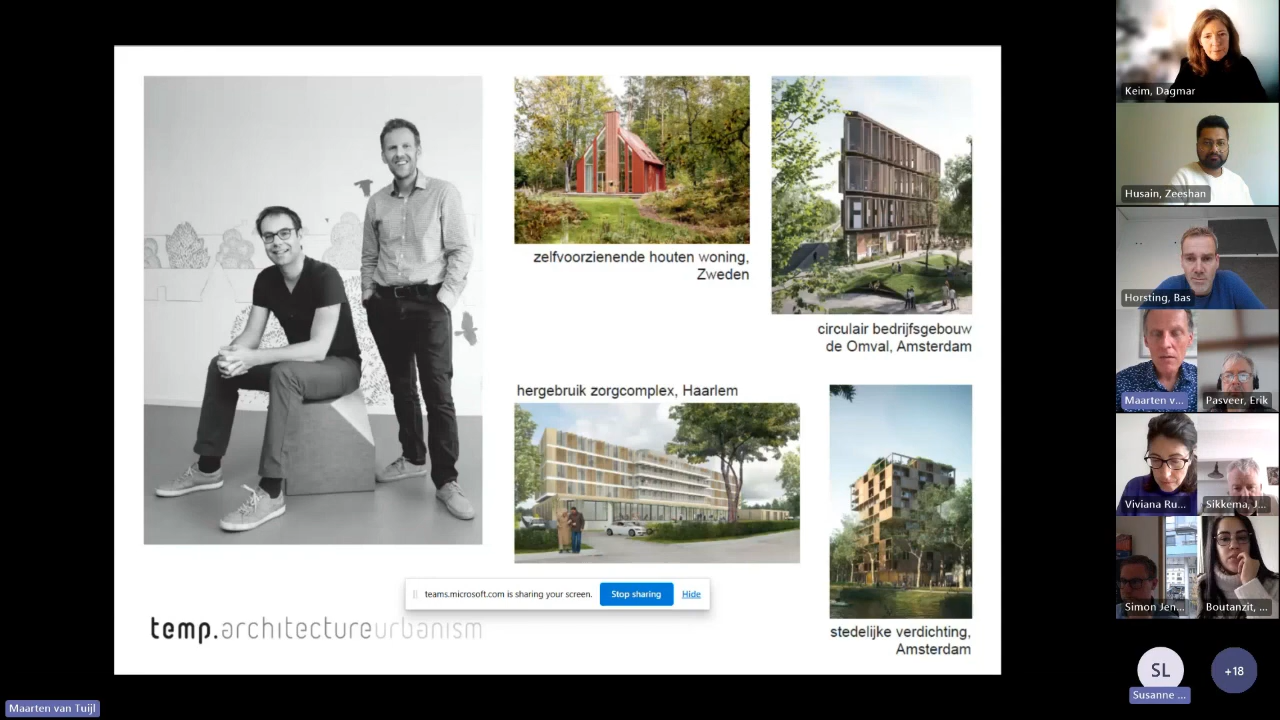 zelfvoorzienende houten woning,
Zweden
circulair bedrijfsgebouw
de Omval, Amsterdam
hergebruik zorgcomplex, Haarlem
teams.microsoft.com is sharing your screen.
Stop sharing
Hide
temp.architectureurbanism
stedelijke verdichting,
Amsterdam
Maarten van Tuijl
Keim, Dagmar
Husain, Zeeshan
Horsting, Bas
Maarten v...
Pasveer, Erik
Viviana Ru...
Sikkema, J...
Simon Jen...
Boutanzit, ...
SL
Susanne ...
+18